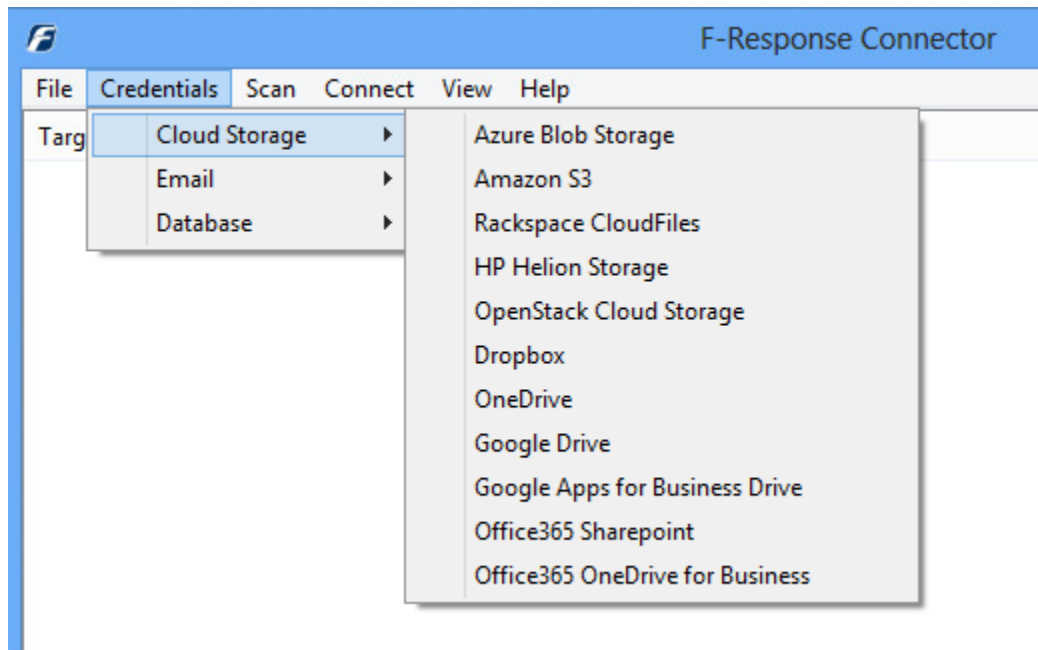 F-Response Connector
File Credentials Scan Connect View Help
Targ
Cloud Storage
Email
Database
Azure Blob Storage
Amazon S3
Rackspace CloudFiles
HP Helion Storage
OpenStack Cloud Storage
Dropbox
OneDrive
Google Drive
Google Apps for Business Drive
Office365 Sharepoint
Office365 OneDrive for Business